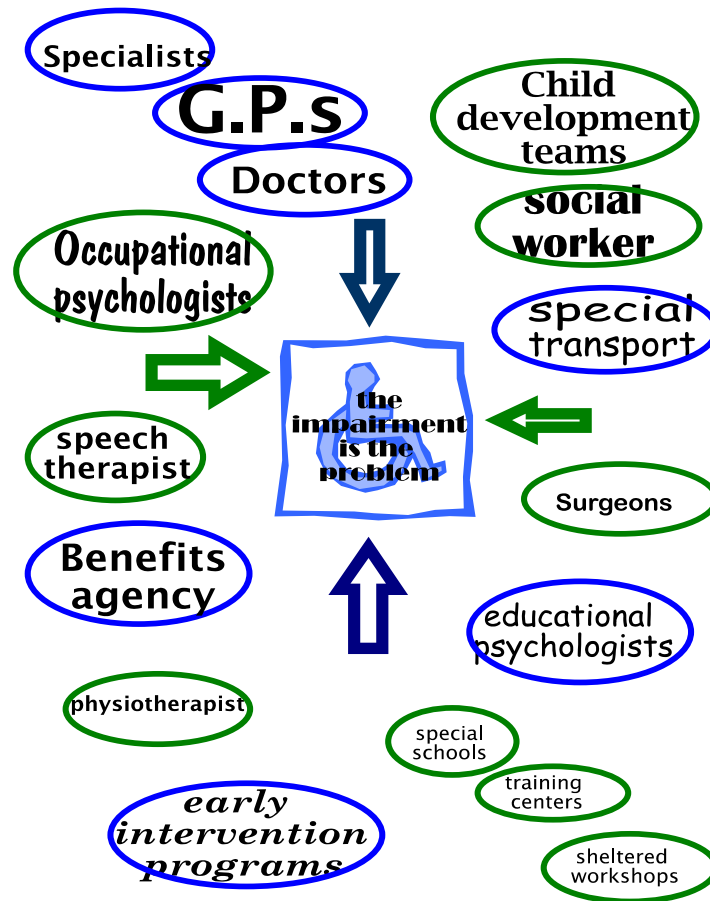 Specialists
G.P.s
Doctors
Child
development
teams
social
worker
Occupational
psychologists
special
transport
the
impairment
is the
problem
speech
therapist
Surgeons
Benefits
agency
educational
psychologists
physiotherapist
special
schools
training
centers
early
intervention
programs
sheltered
workshops